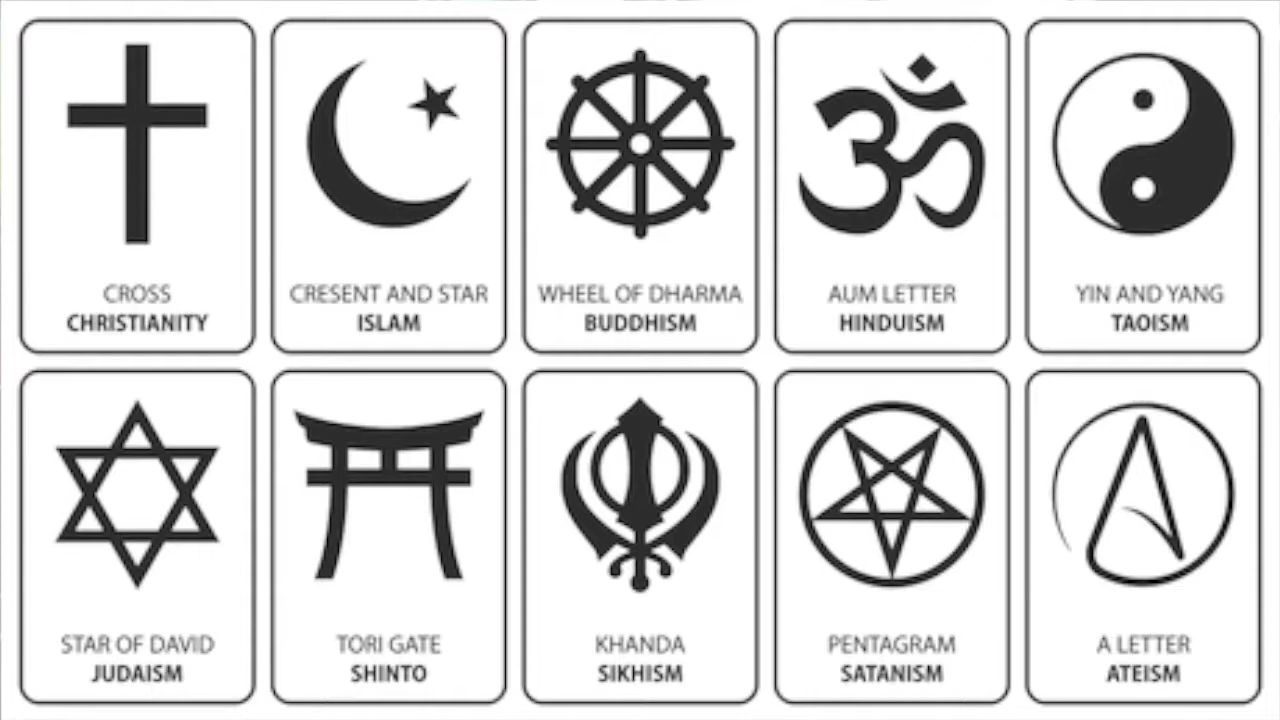 CROSS
CHRISTIANITY
CRESENT AND STAR
ISLAM
WHEEL OF DHARMA
BUDDHISM
AUM LETTER
HINDUISM
YIN AND YANG
TAOISM
STAR OF DAVID
JUDAISM
TORI GATE
SHINTO
KHANDA
SIKHISM
PENTAGRAM
SATANISM
A LETTER
ATEISM